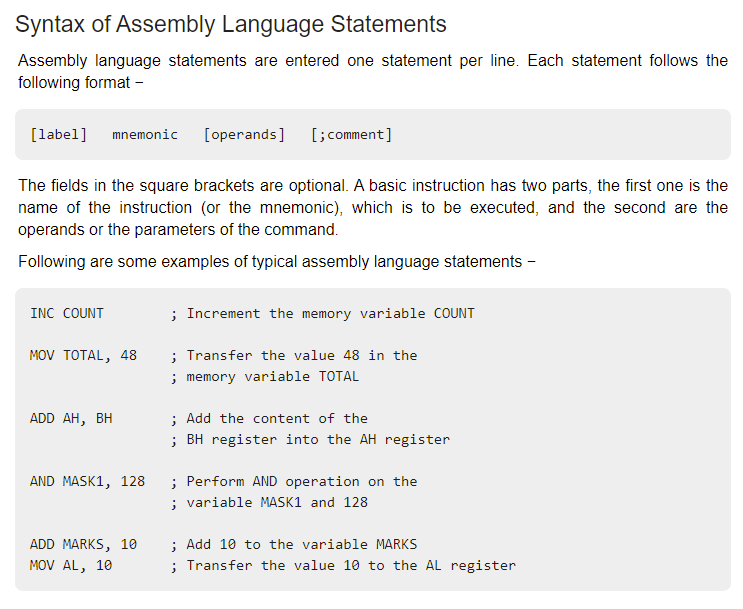 Syntax of Assembly Language Statements
Assembly language statements are entered one statement per line. Each statement follows the
following format −
[label]   mnemonic   [operands]   [;comment]
The fields in the square brackets are optional. A basic instruction has two parts, the first one is the
name of the instruction (or the mnemonic), which is to be executed, and the second are the
operands or the parameters of the command.
Following are some examples of typical assembly language statements −
INC COUNT        ; Increment the memory variable COUNT
MOV TOTAL, 48    ; Transfer the value 48 in the
                 ; memory variable TOTAL
ADD AH, BH       ; Add the content of the
                 ; BH register into the AH register
AND MASK1, 128   ; Perform AND operation on the
                 ; variable MASK1 and 128
ADD MARKS, 10    ; Add 10 to the variable MARKS
MOV AL, 10       ; Transfer the value 10 to the AL register